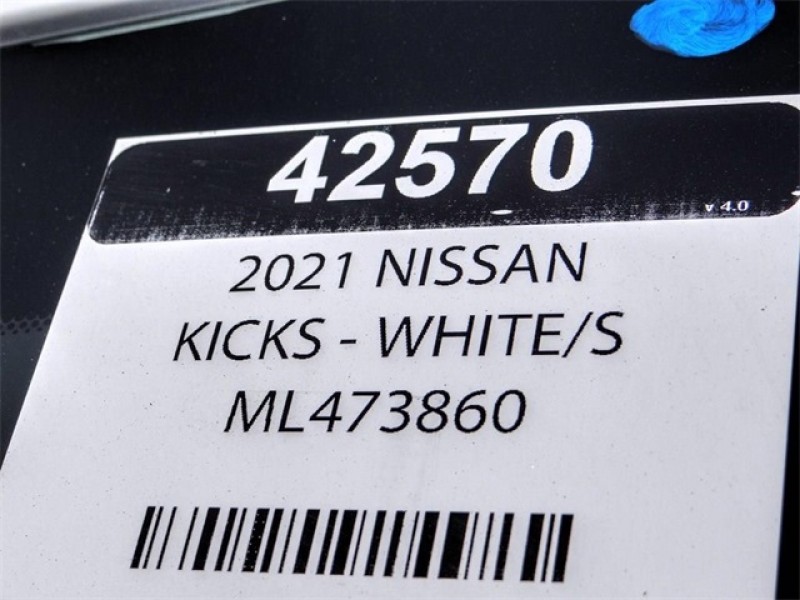 42570
v 4.0
2021 NISSAN
KICKS - WHITE/S
ML473860